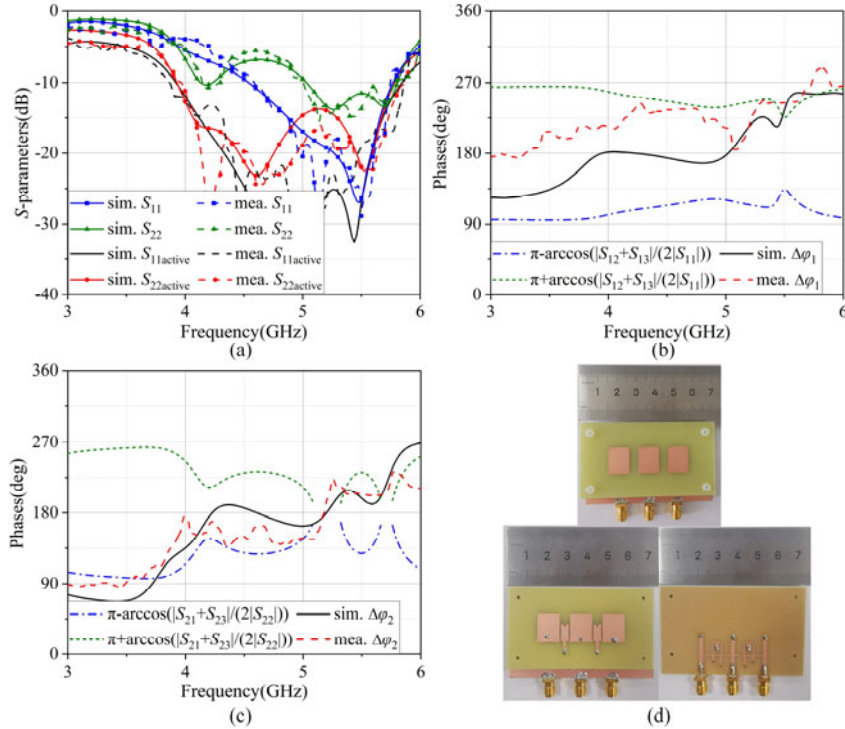 0
-10
-20
-30
-40
S-parameters(dB)
sim. S11
mea. S11
sim. S22
mea. S22
sim. S11active
mea. S11active
sim. S22active
mea. S22active
3
4
5
6
Frequency(GHz)
(a)
360
270
180
90
0
Phases(deg)
π-arccos(|S12+S13|/(2|S11|))
sim. Δφ1
π+arccos(|S12+S13|/(2|S11|))
mea. Δφ1
3
4
5
6
Frequency(GHz)
(b)
360
270
180
90
0
Phases(deg)
π-arccos(|S21+S23|/(2|S22|))
sim. Δφ2
π+arccos(|S21+S23|/(2|S22|))
mea. Δφ2
3
4
5
6
Frequency(GHz)
(c)
1 2 3 4 5 6 7
1 2 3 4 5 6 7
1 2 3 4 5 6 7
(d)